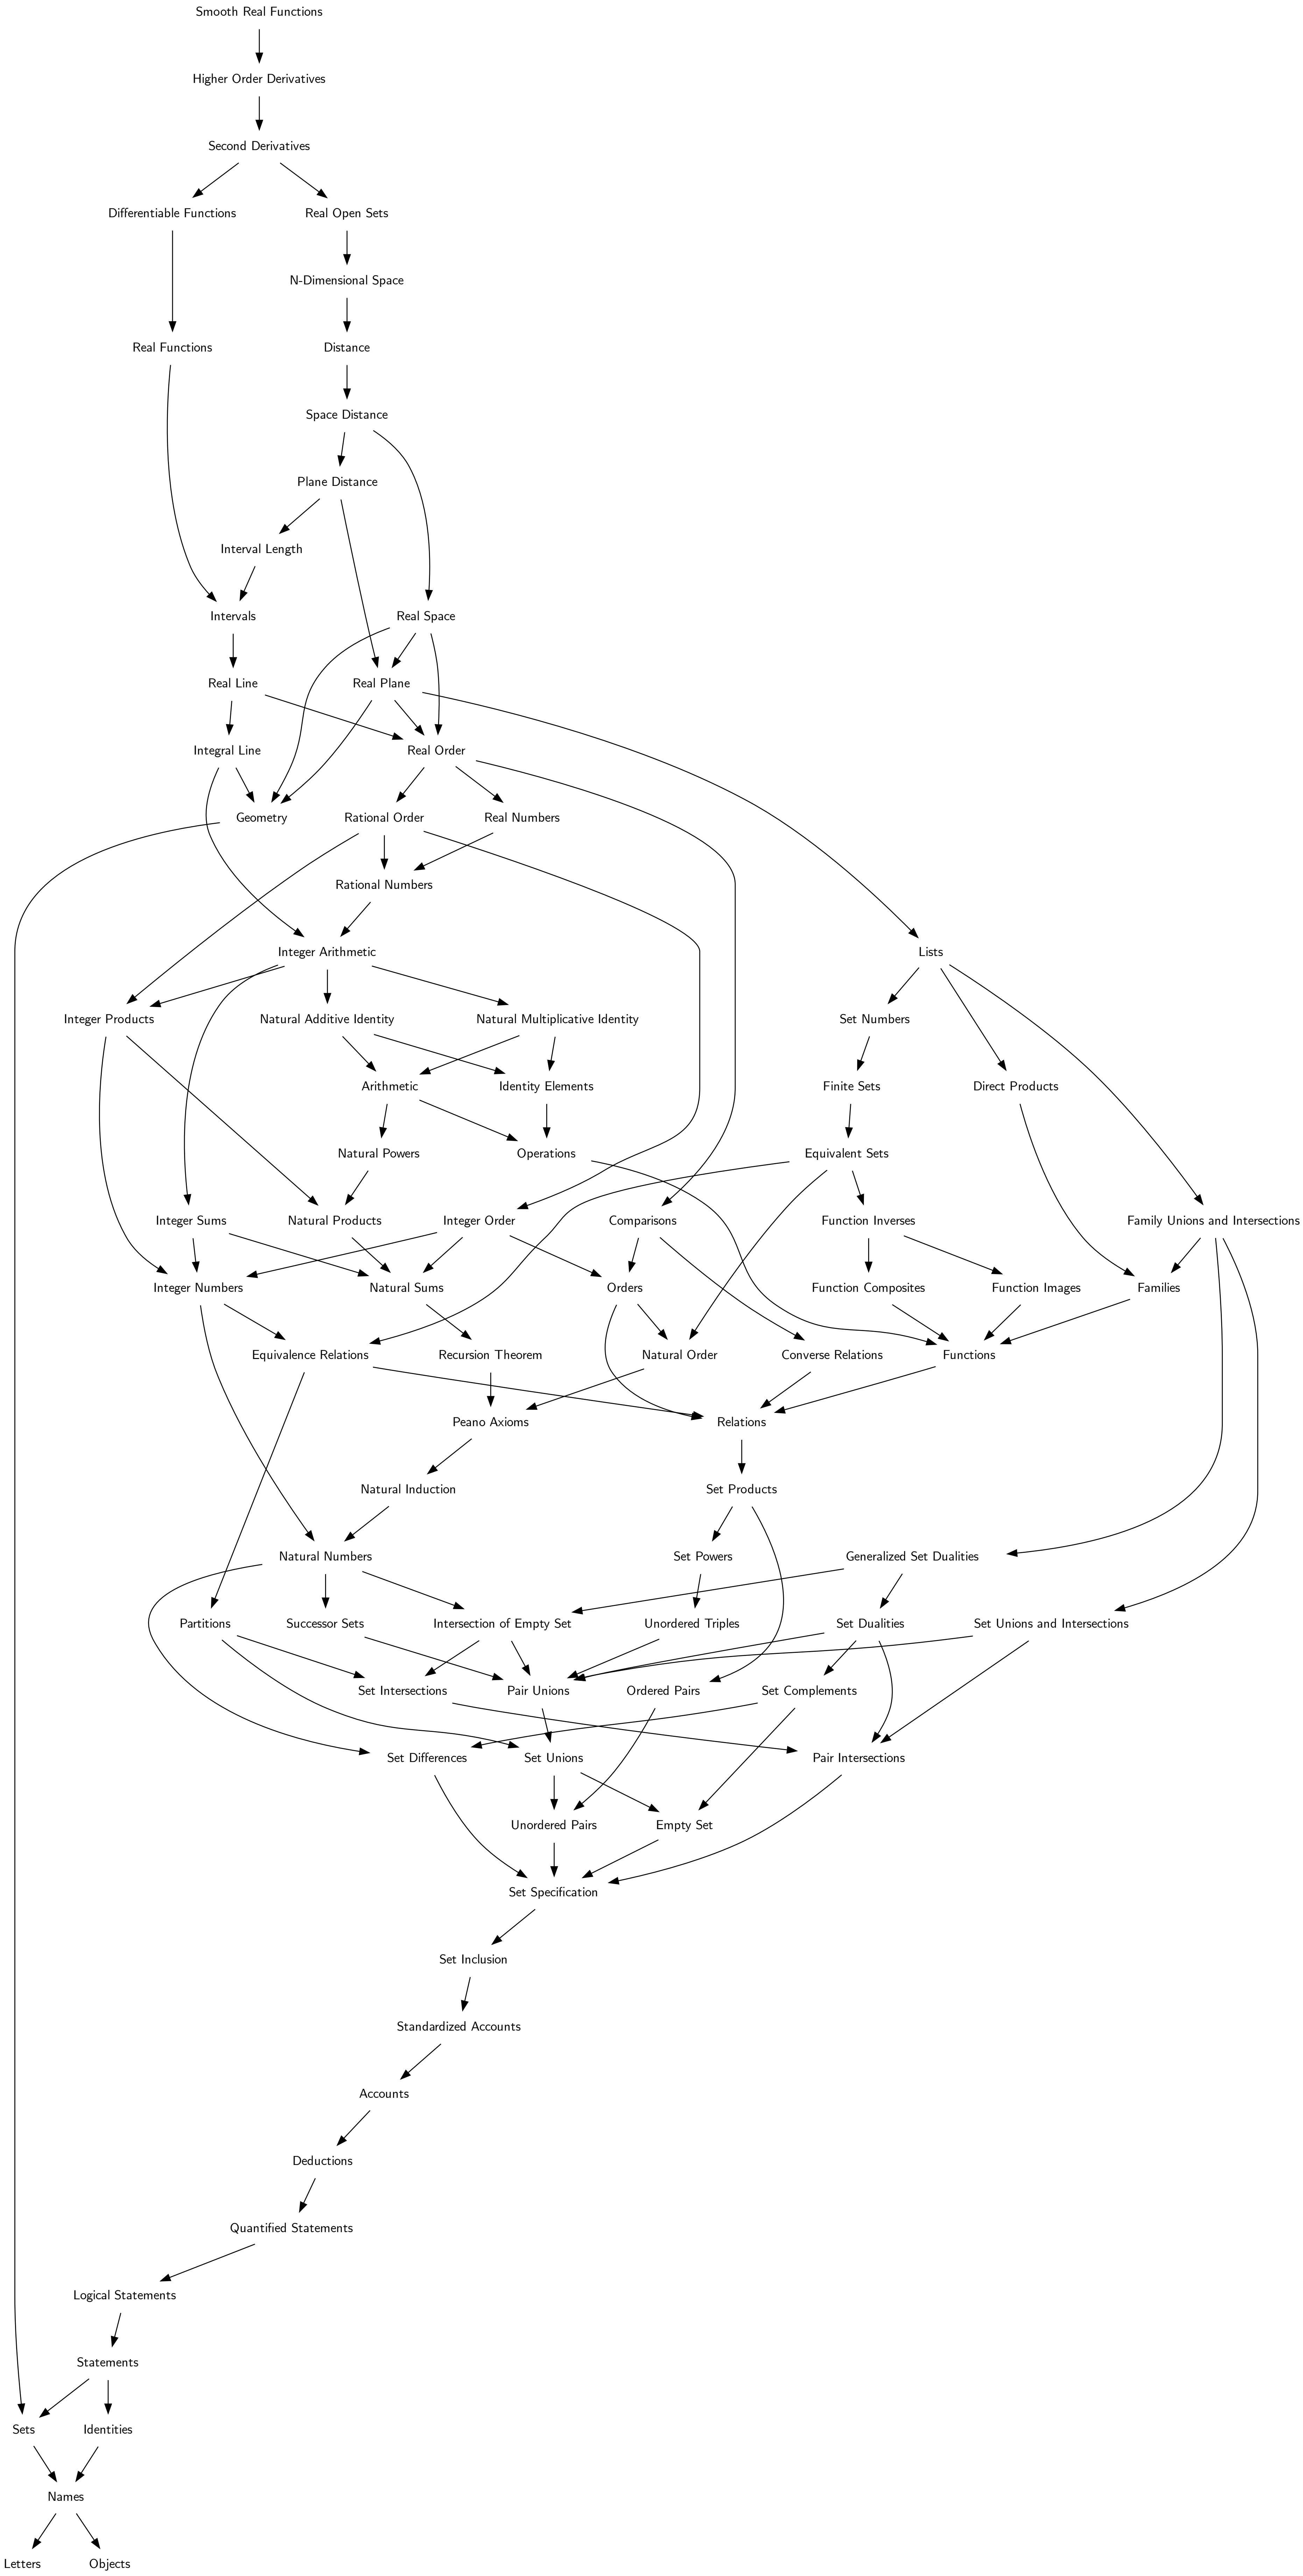 Smooth Real Functions
Higher Order Derivatives
Second Derivatives
Differentiable Functions
Real Open Sets
N-Dimensional Space
Real Functions
Distance
Space Distance
Plane Distance
Interval Length
Intervals
Real Space
Real Line
Real Plane
Integral Line
Real Order
Geometry
Rational Order
Real Numbers
Rational Numbers
Integer Arithmetic
Lists
Integer Products
Natural Additive Identity
Natural Multiplicative Identity
Set Numbers
Arithmetic
Identity Elements
Finite Sets
Direct Products
Natural Powers
Operations
Equivalent Sets
Integer Sums
Natural Products
Integer Order
Comparisons
Function Inverses
Family Unions and Intersections
Integer Numbers
Natural Sums
Orders
Function Composites
Function Images
Families
Equivalence Relations
Recursion Theorem
Natural Order
Converse Relations
Functions
Peano Axioms
Relations
Natural Induction
Set Products
Natural Numbers
Set Powers
Generalized Set Dualities
Partitions
Successor Sets
Intersection of Empty Set
Unordered Triples
Set Dualities
Set Unions and Intersections
Set Intersections
Pair Unions
Ordered Pairs
Set Complements
Set Differences
Set Unions
Pair Intersections
Unordered Pairs
Empty Set
Set Specification
Set Inclusion
Standardized Accounts
Accounts
Deductions
Quantified Statements
Logical Statements
Statements
Sets
Identities
Names
Letters
Objects